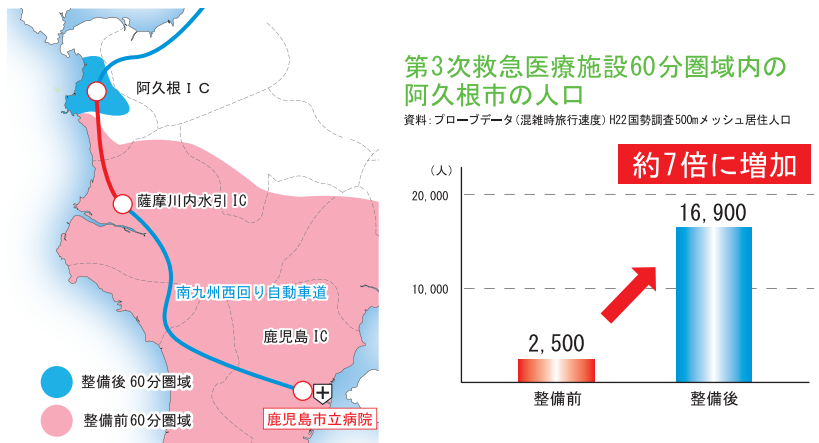 阿久根ＩＣ
薩摩川内水引IC
南九州西回り自動車道
鹿児島IC
鹿児島市立病院
整備後60分圏域
整備前60分圏域
第3次救急医療施設60分圏域内の
阿久根市の人口
資料：プローブデータ（混雑時旅行速度）H22国勢調査500mメッシュ居住人口
約7倍に増加
（人）
20,000
10,000
2,500
16,900
整備前
整備後